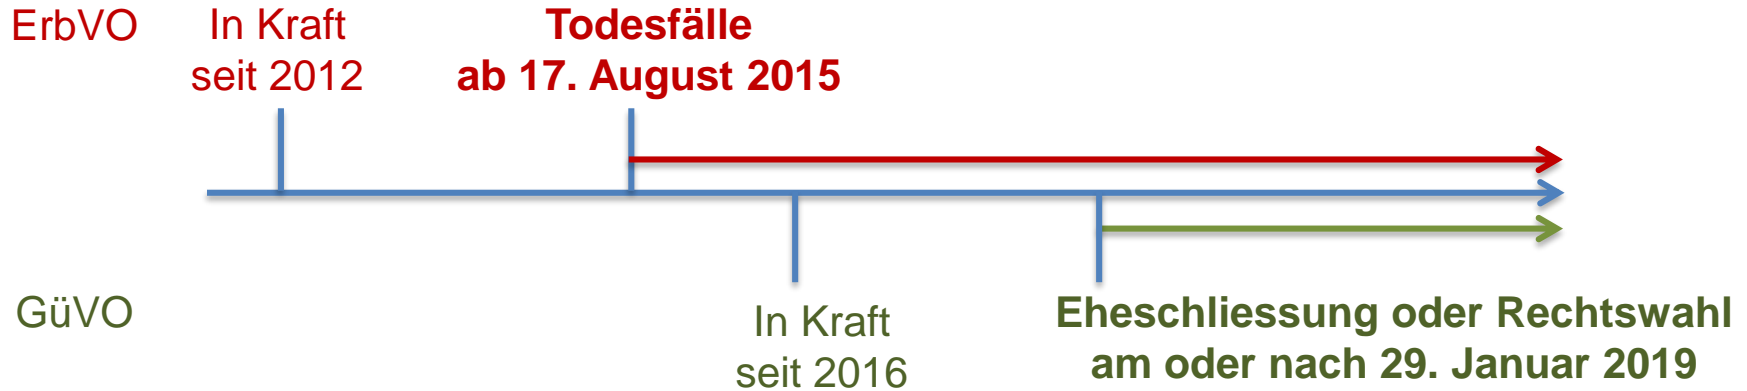 ErbVO
In Kraft
seit 2012
Todesfälle
ab 17. August 2015
GüVO
In Kraft
seit 2016
Eheschliessung oder Rechtswahl
am oder nach 29. Januar 2019